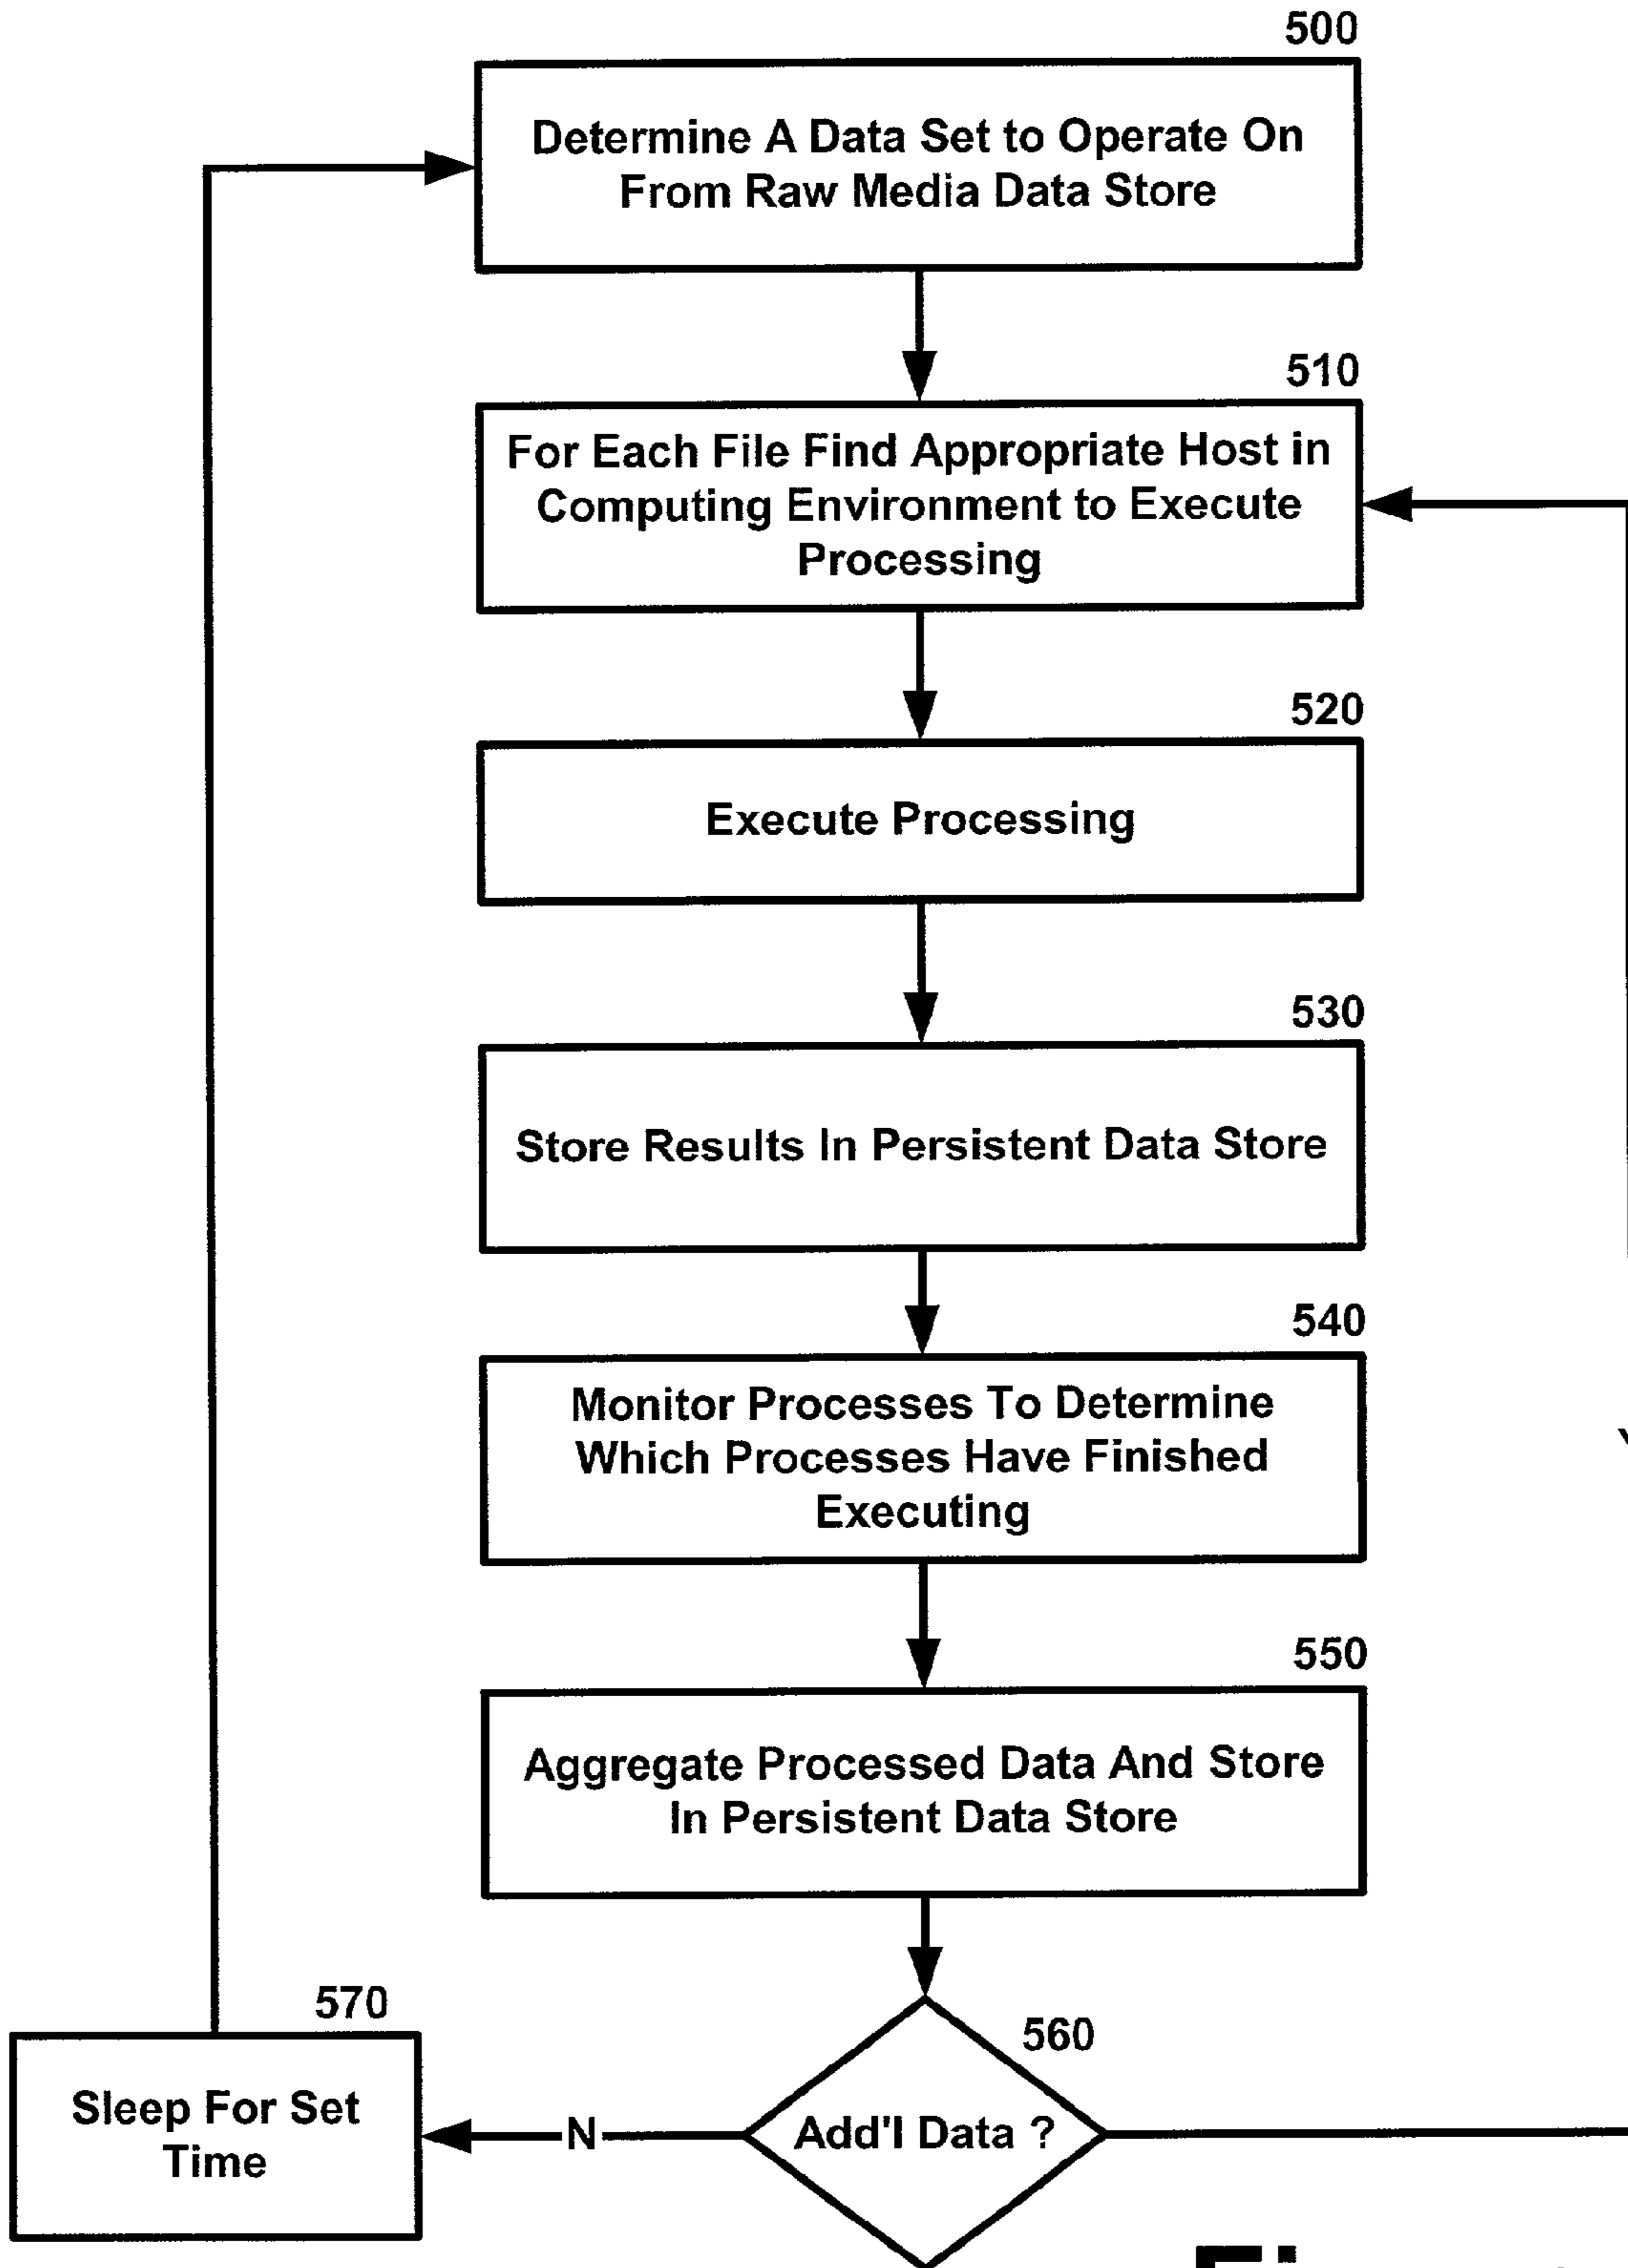 500
Determine A Data Set to Operate On
From Raw Media Data Store
510
For Each File Find Appropriate Host in
Computing Environment to Execute
Processing
520
Execute Processing
530
Store Results In Persistent Data Store
540
Monitor Processes To Determine
Which Processes Have Finished
Executing
550
Aggregate Processed Data And Store
In Persistent Data Store
560
Add'l Data ?
N
570
Sleep For Set
Time